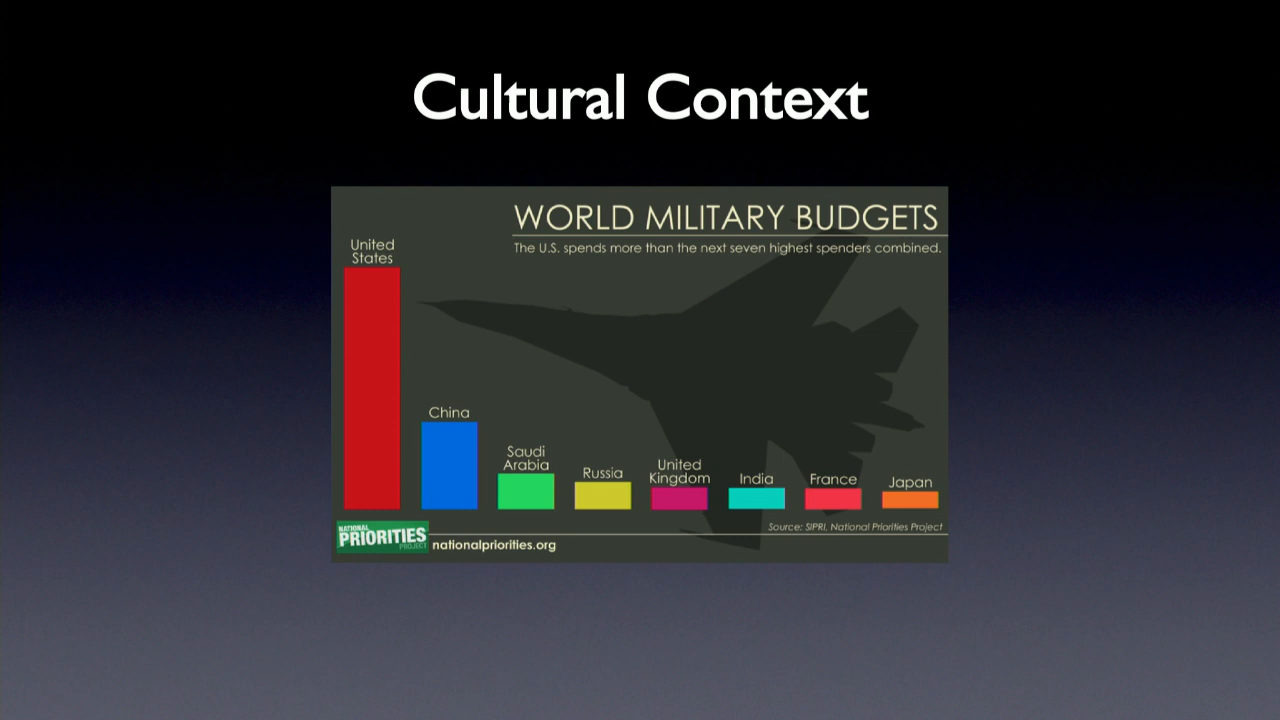 Cultural Context
WORLD MILITARY BUDGETS
The U.S. spends more than the next seven highest spenders combined.
United
States
China
Saudi
Arabia
Russia
United
Kingdom
India
France
Japan
Source: SIPRI, National Priorities Project
NATIONAL
PRIORITIES
PROJECT
nationalpriorities.org